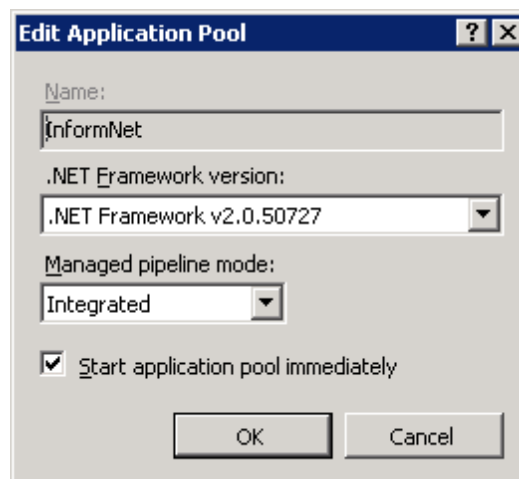 Edit Application Pool
Name:
InformNet
.NET Framework version:
.NET Framework v2.0.50727
Managed pipeline mode:
Integrated
Start application pool immediately
OK Cancel